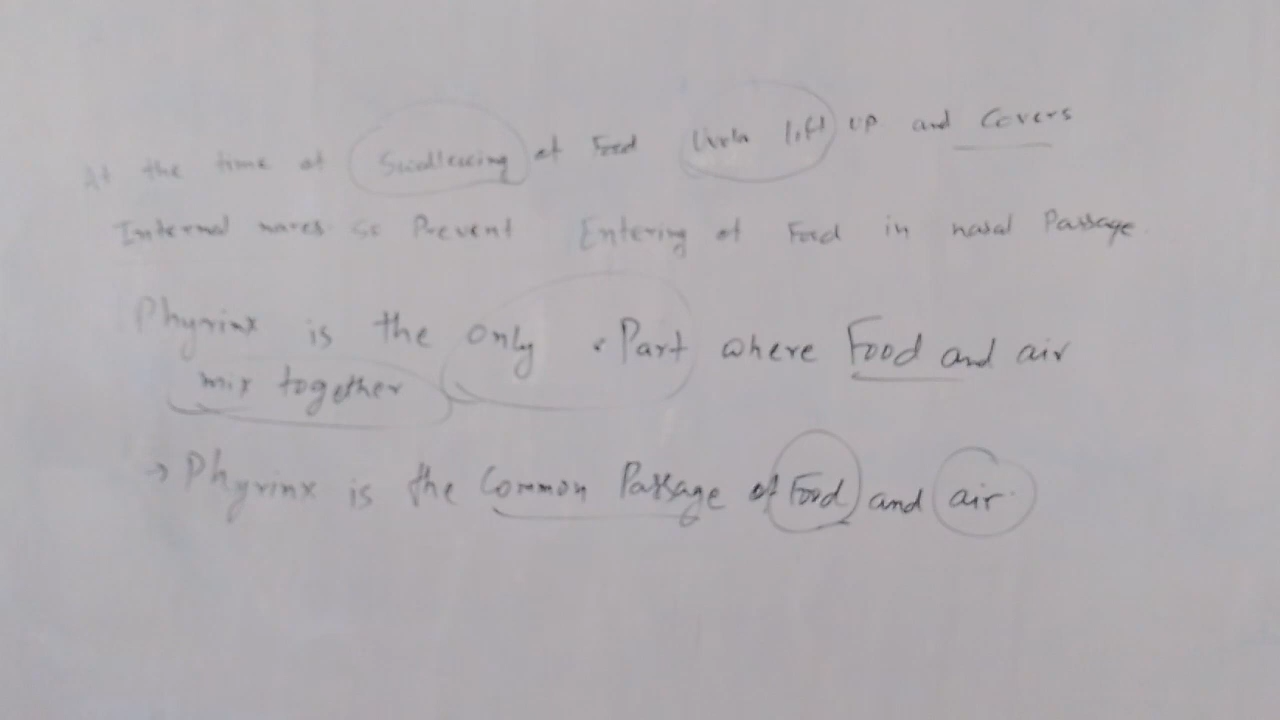 At the time of Swallowing of Food Uvula lift up and Covers
Internal nares so Prevent Entering of Food in nasal Passage.
Phyrinx is the only Part where Food and air
mix together
→ Phyrinx is the Common Passage of Food and air.